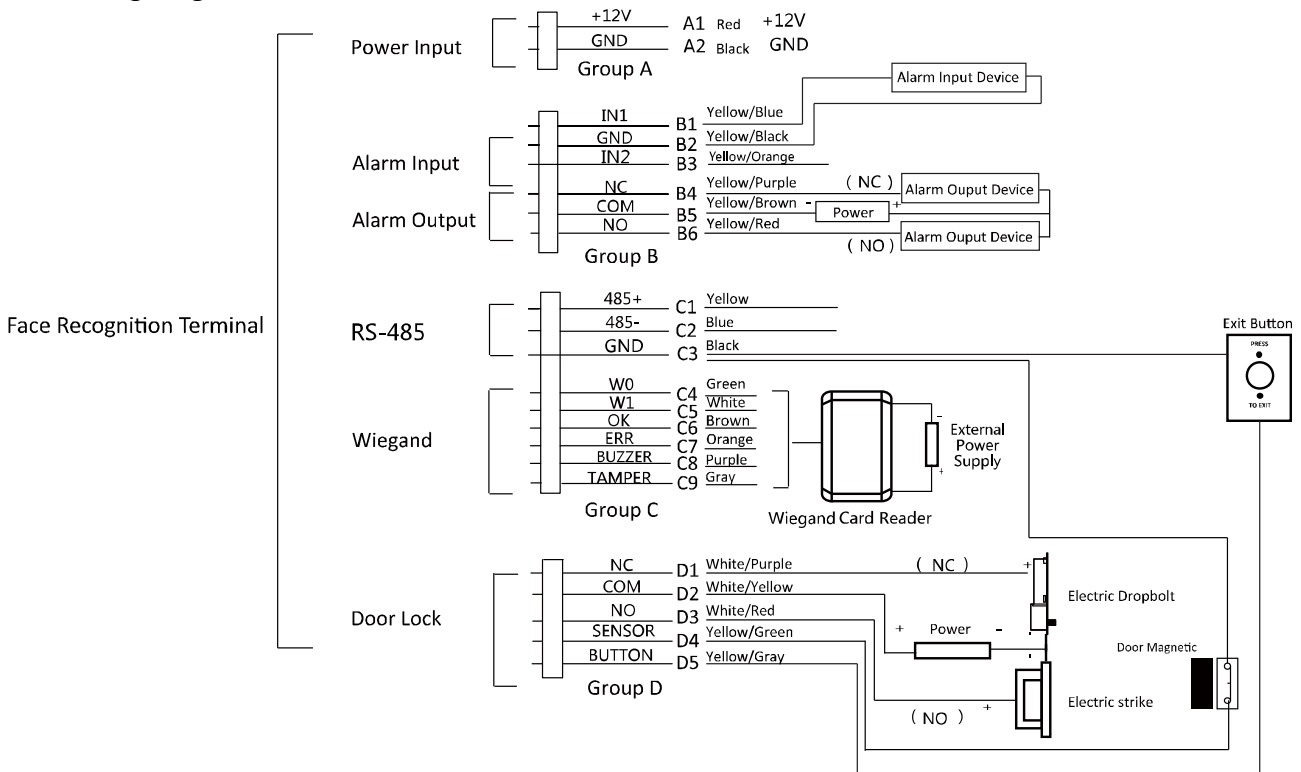 Face Recognition Terminal
Power Input
+12V A1 Red +12V
GND A2 Black GND
Group A
Alarm Input
Alarm Output
IN1 B1 Yellow/Blue
GND B2 Yellow/Black
IN2 B3 Yellow/Orange
NC B4 Yellow/Purple ( NC )
COM B5 Yellow/Brown - Power +
NO B6 Yellow/Red ( NO )
Group B
Alarm Input Device
Alarm Ouput Device
Alarm Ouput Device
RS-485
485+ C1 Yellow
485- C2 Blue
GND C3 Black
Wiegand
W0 C4 Green
W1 C5 White
OK C6 Brown
ERR C7 Orange
BUZZER C8 Purple
TAMPER C9 Gray
Group C
Wiegand Card Reader
-
External
Power
Supply
+
Exit Button
PRESS
TO EXIT
Door Lock
NC D1 White/Purple ( NC ) +
COM D2 White/Yellow
NO D3 White/Red
SENSOR D4 Yellow/Green
BUTTON D5 Yellow/Gray
Group D
+ Power -
Electric Dropbolt
-
-
Door Magnetic
( NO ) +
Electric strike